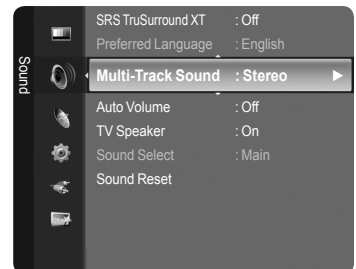 Sound
SRS TruSurround XT : Off
Preferred Language : English
Multi-Track Sound : Stereo ►
Auto Volume : Off
TV Speaker : On
Sound Select : Main
Sound Reset